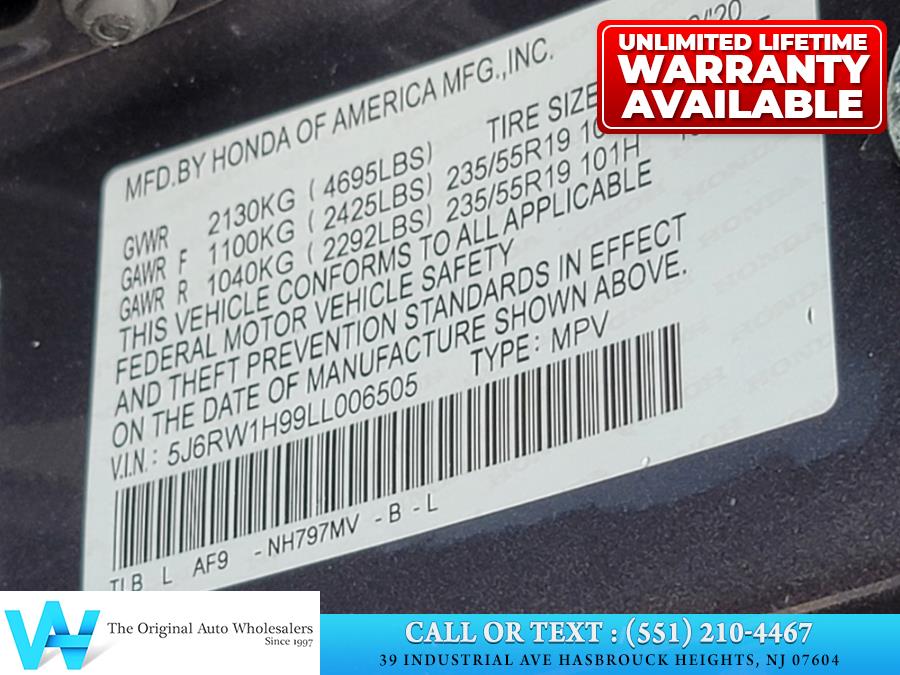 UNLIMITED LIFETIME
WARRANTY
AVAILABLE
MFD.BY HONDA OF AMERICA MFG.,INC. /'20
TIRE SIZE
GVWR 2130KG ( 4695LBS)
GAWR F 1100KG ( 2425LBS) 235/55R19
GAWR R 1040KG ( 2292LBS) 235/55R19 101H
THIS VEHICLE CONFORMS TO ALL APPLICABLE
FEDERAL MOTOR VEHICLE SAFETY
AND THEFT PREVENTION STANDARDS IN EFFECT
ON THE DATE OF MANUFACTURE SHOWN ABOVE.
V.I.N.: 5J6RW1H99LL006505 TYPE: MPV
TLB L AF9 -NH797MV -B-L
The Original Auto Wholesalers
Since 1997
CALL OR TEXT : (551) 210-4467
39 INDUSTRIAL AVE HASBROUCK HEIGHTS, NJ 07604